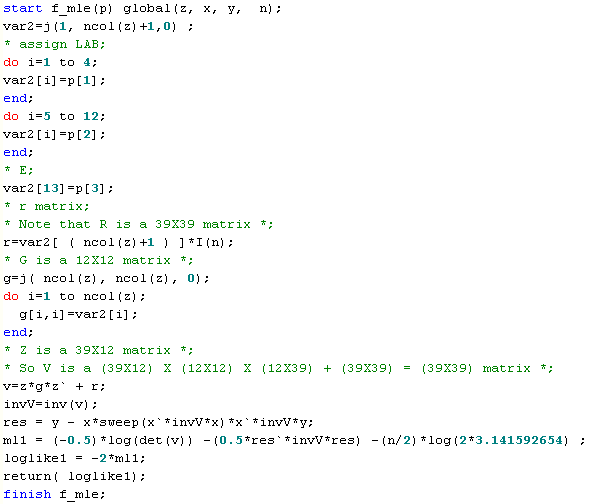 start f_mle(p) global(z, x, y,  n);
var2=j(1, ncol(z)+1,0) ;
* assign LAB;
do i=1 to 4;
var2[i]=p[1];
end;
do i=5 to 12;
var2[i]=p[2];
end;
* E;
var2[13]=p[3];
* r matrix;
* Note that R is a 39X39 matrix *;
r=var2[ ( ncol(z)+1 ) ]*I(n);
* G is a 12X12 matrix *;
g=j( ncol(z), ncol(z), 0);
do i=1 to ncol(z);
  g[i,i]=var2[i];
end;
* Z is a 39X12 matrix *;
* So V is a (39X12) X (12X12) X (12X39) + (39X39) = (39X39) matrix *;
v=z*g*z` + r;
invV=inv(v);
res = y - x*sweep(x`*invV*x)*x`*invV*y;
ml1 = (-0.5)*log(det(v)) -(0.5*res`*invV*res) -(n/2)*log(2*3.141592654) ;
loglike1 = -2*ml1;
return( loglike1);
finish f_mle;